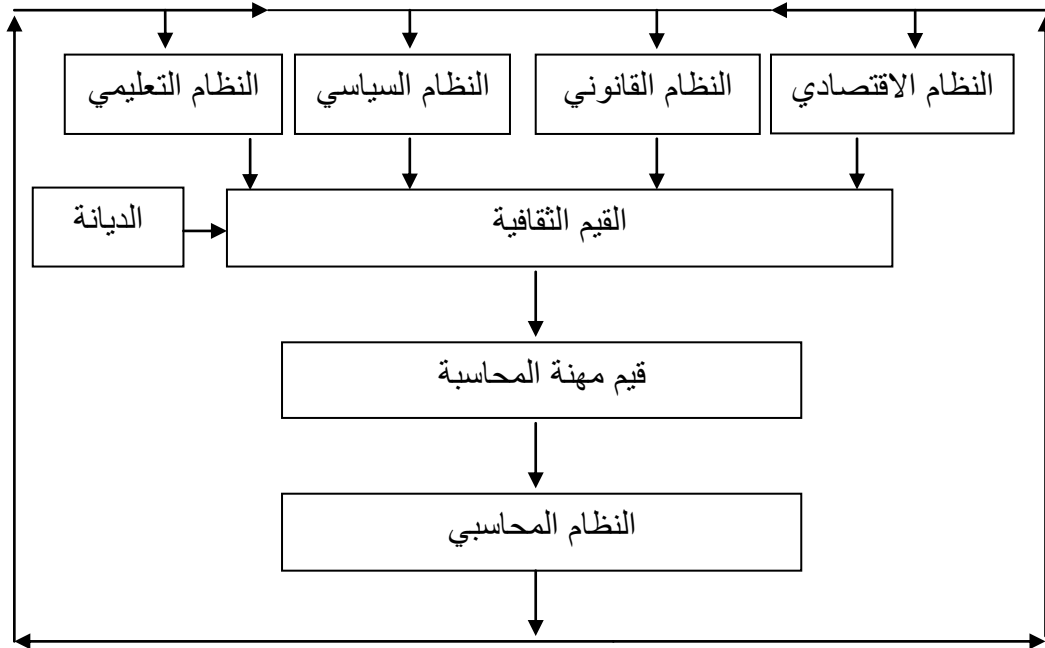 النظام الاقتصادي
النظام القانوني
النظام السياسي
النظام التعليمي
القيم الثقافية
الديانة
قيم مهنة المحاسبة
النظام المحاسبي